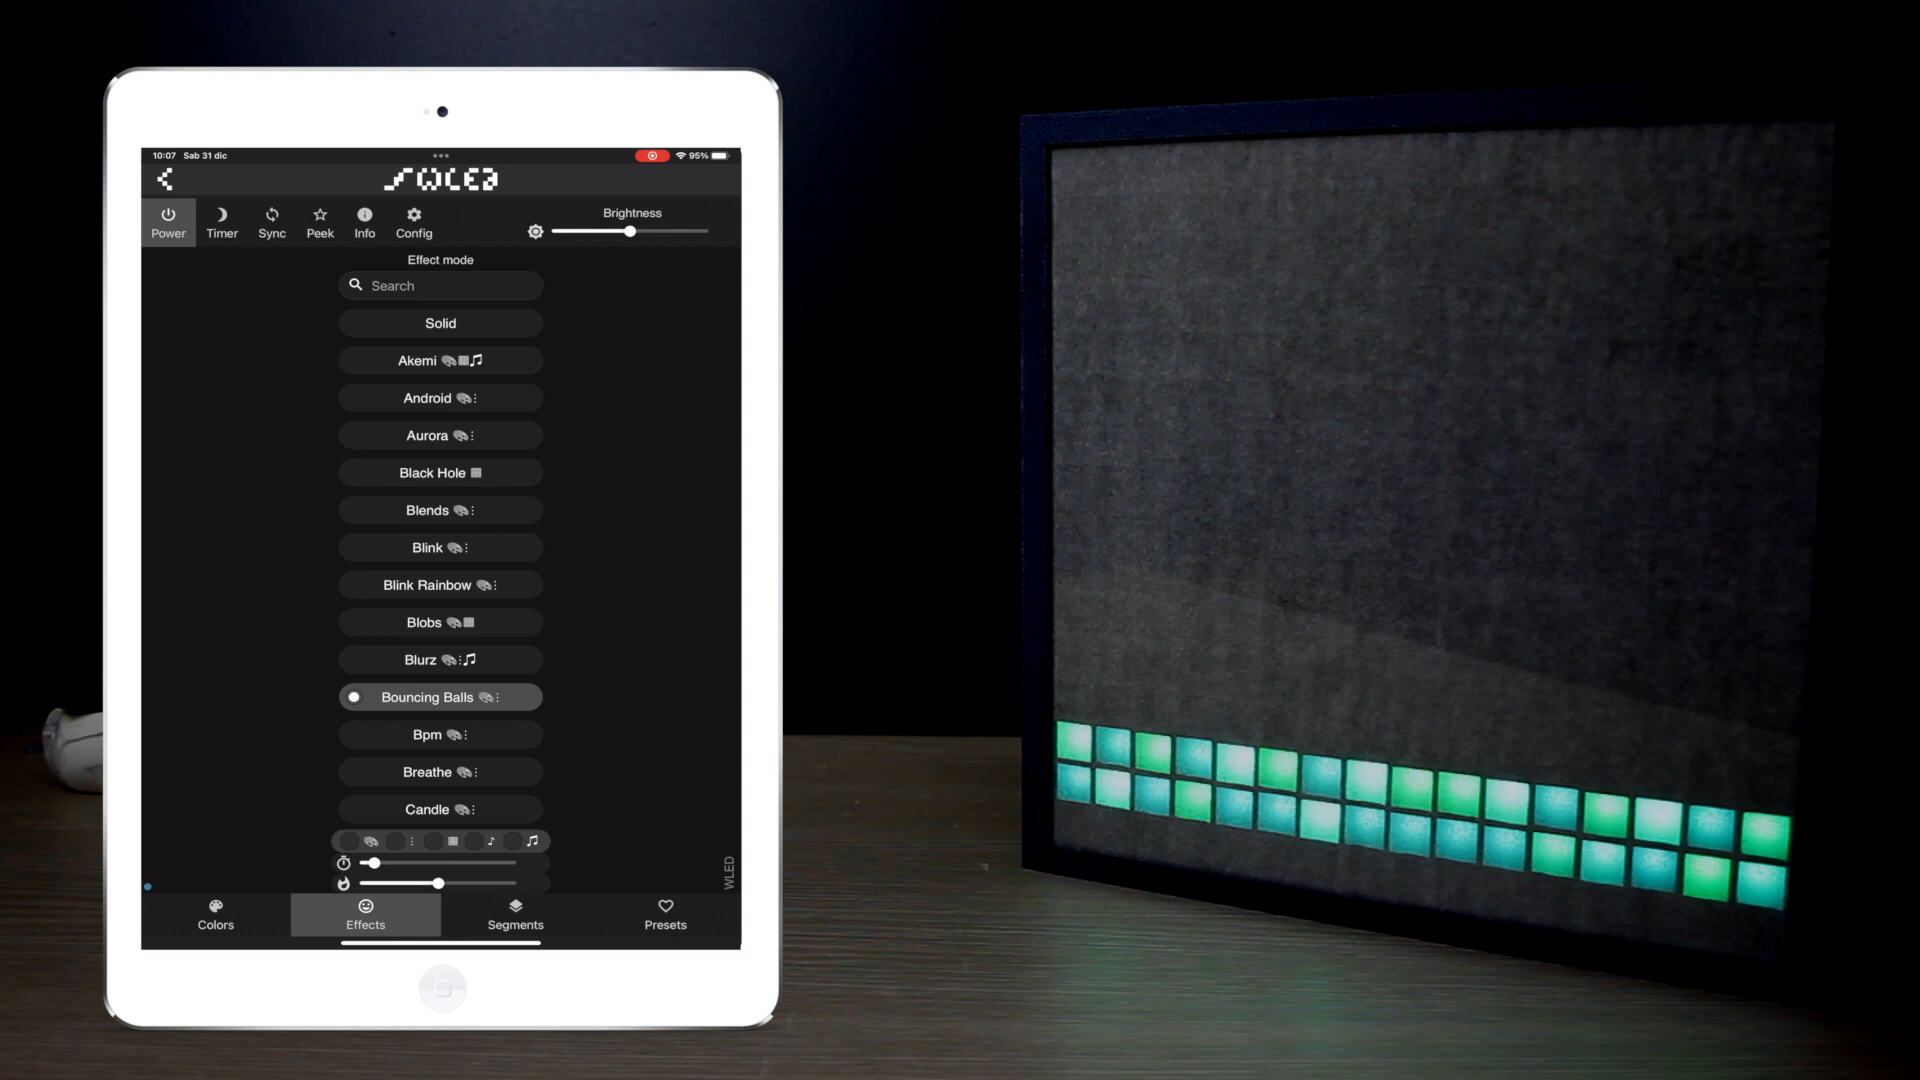 10:07 Sab 31 dic
95%
Power Timer Sync Peek Info Config
Brightness
Effect mode
Search
Solid
Akemi
Android
Aurora
Black Hole
Blends
Blink
Blink Rainbow
Blobs
Blurz
Bouncing Balls
Bpm
Breathe
Candle
WLED
Colors Effects Segments Presets